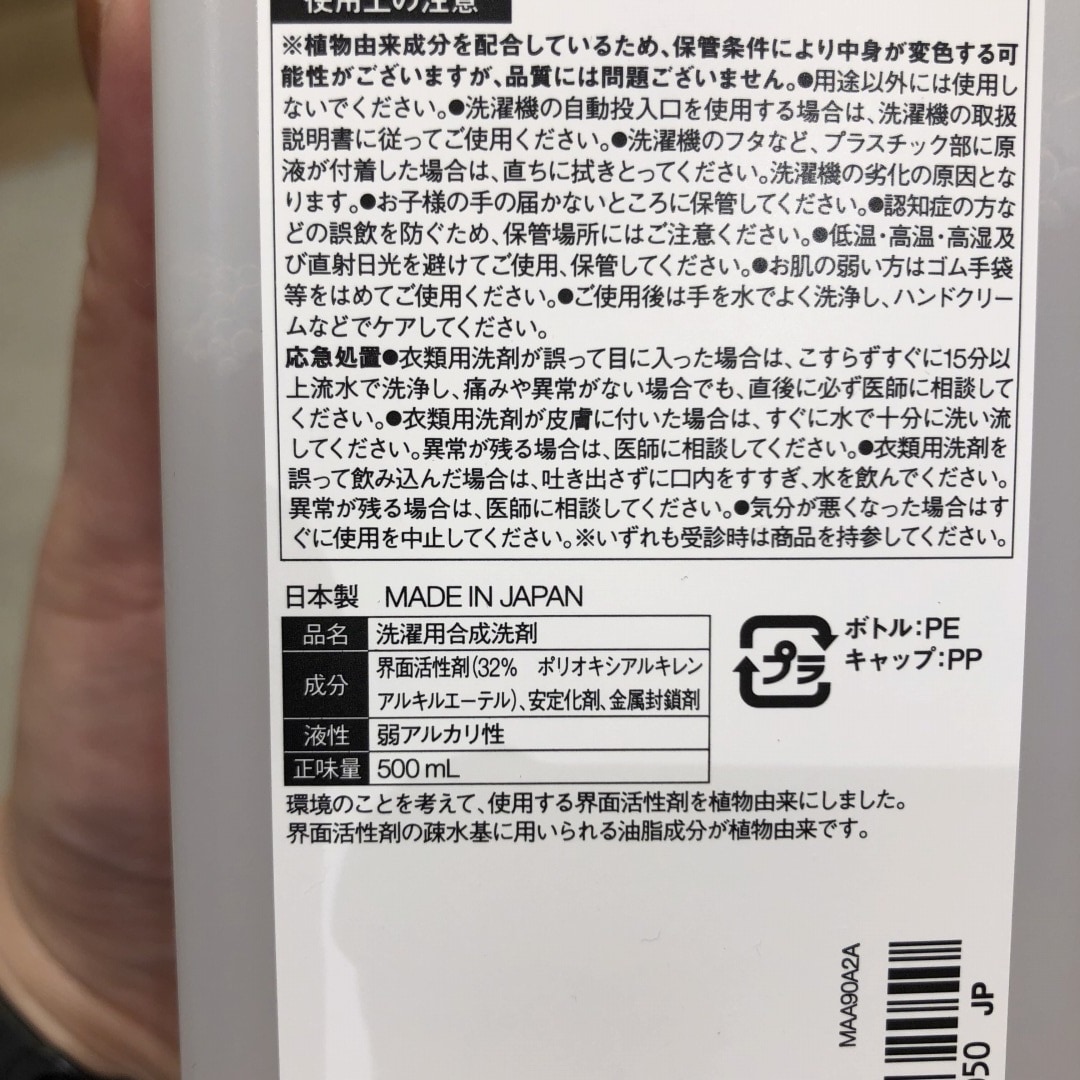 使用上の注意
※植物由来成分を配合しているため、保管条件により中身が変色する可
能性がございますが、品質には問題ございません。●用途以外には使用し
ないでください。●洗濯機の自動投入口を使用する場合は、洗濯機の取扱
説明書に従ってご使用ください。●洗濯機のフタなど、プラスチック部に原
液が付着した場合は、直ちに拭きとってください。洗濯機の劣化の原因とな
ります。●お子様の手の届かないところに保管してください。●認知症の方な
どの誤飲を防ぐため、保管場所にはご注意ください。●低温・高温・高湿及
び直射日光を避けてご使用、保管してください。●お肌の弱い方はゴム手袋
等をはめてご使用ください。●ご使用後は手を水でよく洗浄し、ハンドクリー
ムなどでケアしてください。
応急処置●衣類用洗剤が誤って目に入った場合は、こすらずすぐに15分以
上流水で洗浄し、痛みや異常がない場合でも、直後に必ず医師に相談して
ください。●衣類用洗剤が皮膚に付いた場合は、すぐに水で十分に洗い流
してください。異常が残る場合は、医師に相談してください。●衣類用洗剤を
誤って飲み込んだ場合は、吐き出さずに口内をすすぎ、水を飲んでください。
異常が残る場合は、医師に相談してください。●気分が悪くなった場合はす
ぐに使用を中止してください。※いずれも受診時は商品を持参してください。
日本製 MADE IN JAPAN
品名 洗濯用合成洗剤
成分 界面活性剤(32% ポリオキシアルキレン
アルキルエーテル)、安定化剤、金属封鎖剤
液性 弱アルカリ性
正味量 500 mL
プラ
ボトル:PE
キャップ:PP
環境のことを考えて、使用する界面活性剤を植物由来にしました。
界面活性剤の疎水基に用いられる油脂成分が植物由来です。
MAA90A2A
50 JP